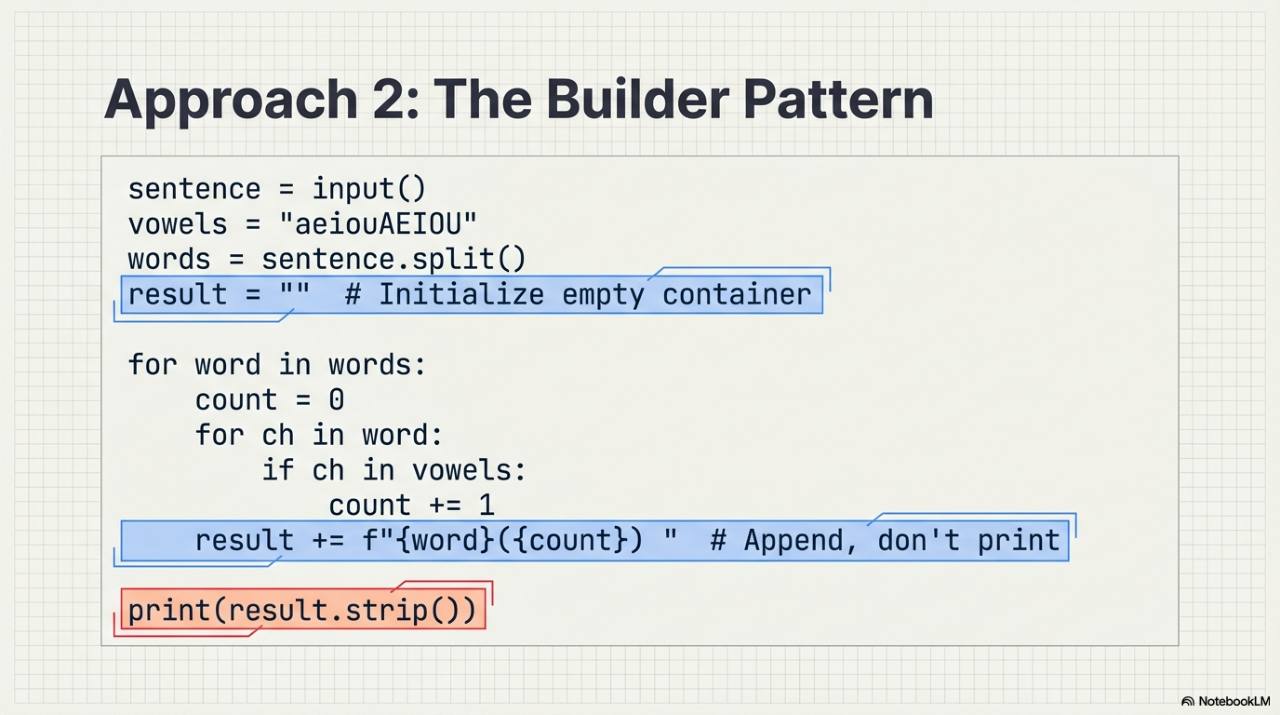 Approach 2: The Builder Pattern
sentence = input()
vowels = "aeiouAEIOU"
words = sentence.split()
result = ""  # Initialize empty container
for word in words:
    count = 0
    for ch in word:
        if ch in vowels:
            count += 1
    result += f"{word}({count}) "  # Append, don't print
print(result.strip())
NotebookLM